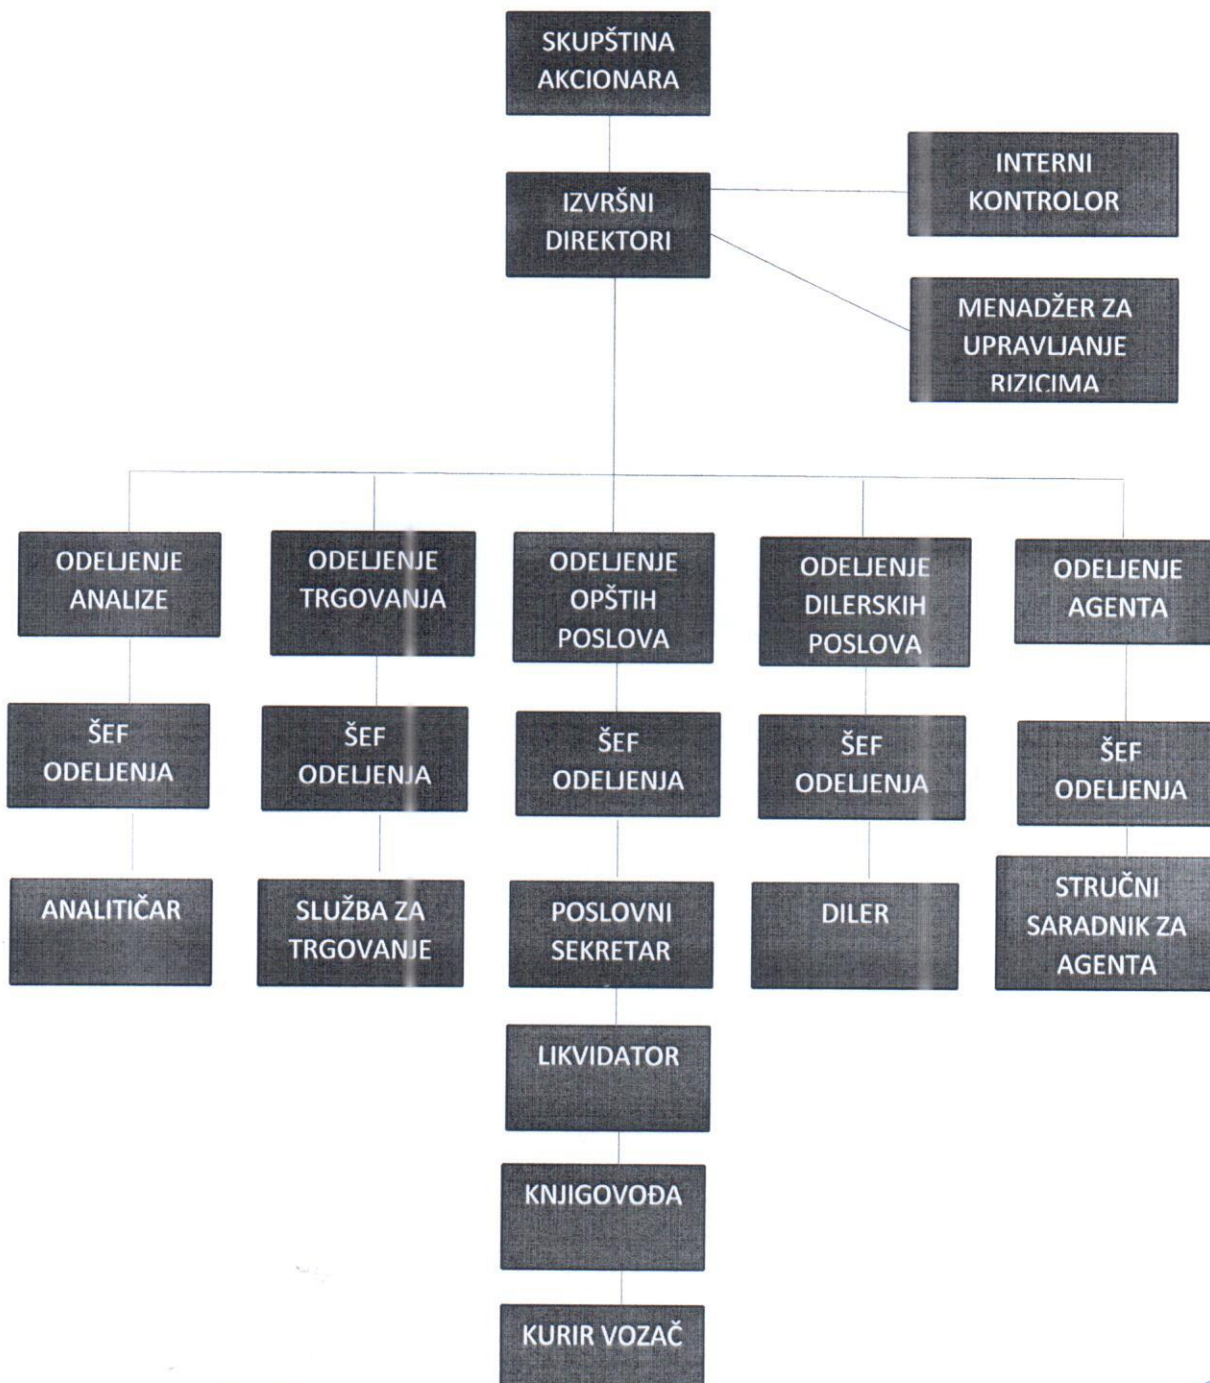 SKUPŠTINA
AKCIONARA
IZVRŠNI
DIREKTORI
INTERNI
KONTROLOR
MENADŽER ZA
UPRAVLJANJE
RIZICIMA
ODELJENJE
ANALIZE
ODELJENJE
TRGOVANJA
ODELJENJE
OPŠTIH
POSLOVA
ODELJENJE
DILERSKIH
POSLOVA
ODELJENJE
AGENTA
ŠEF
ODELJENJA
ŠEF
ODELJENJA
ŠEF
ODELJENJA
ŠEF
ODELJENJA
ŠEF
ODELJENJA
ANALITIČAR
SLUŽBA ZA
TRGOVANJE
POSLOVNI
SEKRETAR
DILER
STRUČNI
SARADNIK ZA
AGENTA
LIKVIDATOR
KNJIGOVOĐA
KURIR VOZAČ